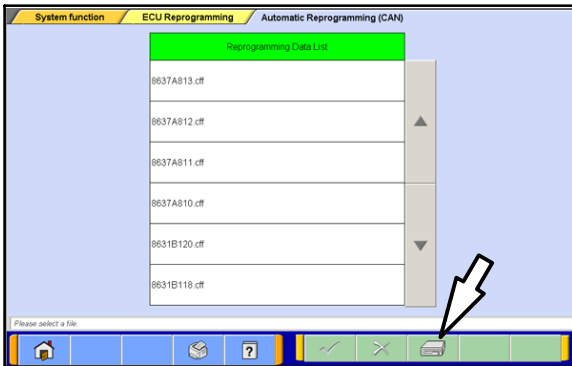 System function ECU Reprogramming Automatic Reprogramming (CAN)
Reprogramming Data List
8637A813.cff
8637A812.cff
8637A811.cff
8637A810.cff
8631B120.cff
8631B118.cff
Please select a file.
?